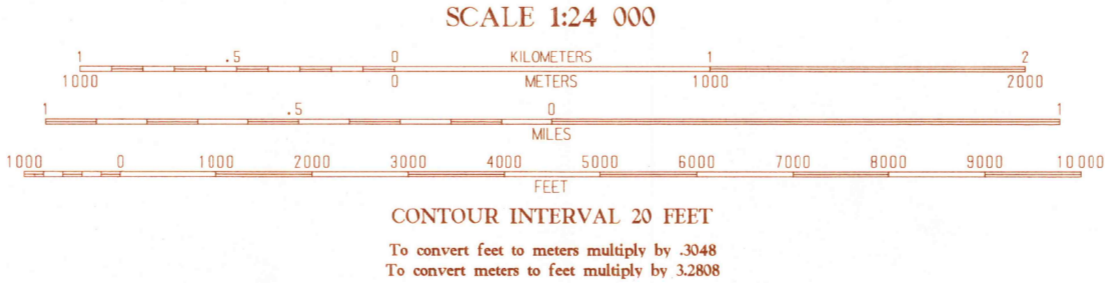 SCALE 1:24 000
1 .5 0 KILOMETERS 1 2
1000 0 METERS 1000 2000
1 .5 0 1
MILES
1000 0 1000 2000 3000 4000 5000 6000 7000 8000 9000 10 000
FEET
CONTOUR INTERVAL 20 FEET
To convert feet to meters multiply by .3048
To convert meters to feet multiply by 3.2808